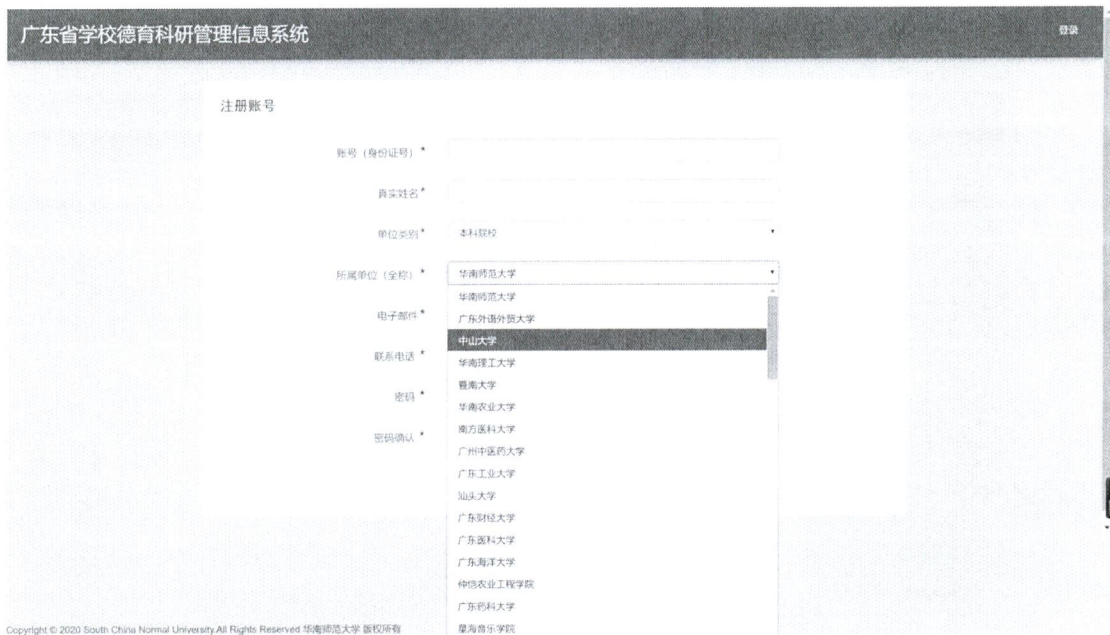 广东省学校德育科研管理信息系统
登录
注册账号
账号（身份证号）*
真实姓名*
单位类别*
本科院校
所属单位（全称）*
华南师范大学
华南师范大学
电子邮件*
广东外语外贸大学
中山大学
联系电话 *
华南理工大学
暨南大学
密码 *
华南农业大学
南方医科大学
密码确认 *
广州中医药大学
广东工业大学
汕头大学
广东财经大学
广东医科大学
广东海洋大学
仲恺农业工程学院
广东药科大学
星海音乐学院
Copyright © 2020 South China Normal University.All Rights Reserved 华南师范大学 版权所有